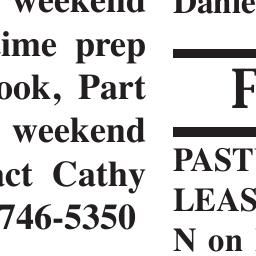 weekend
time prep
ook, Part
weekend
act Cathy
746-5350
Danie
F
PAST
LEAS
N on